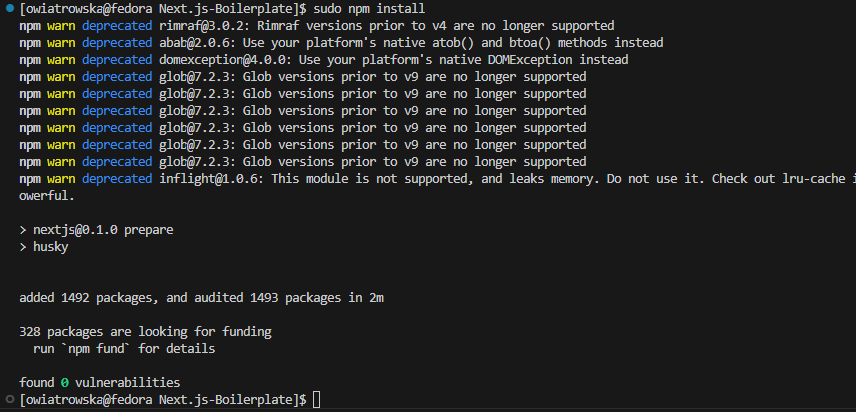 [owiatrowska@fedora Next.js-Boilerplate]$ sudo npm install
npm warn deprecated rimraf@3.0.2: Rimraf versions prior to v4 are no longer supported
npm warn deprecated abab@2.0.6: Use your platform's native atob() and btoa() methods instead
npm warn deprecated domexception@4.0.0: Use your platform's native DOMException instead
npm warn deprecated glob@7.2.3: Glob versions prior to v9 are no longer supported
npm warn deprecated glob@7.2.3: Glob versions prior to v9 are no longer supported
npm warn deprecated glob@7.2.3: Glob versions prior to v9 are no longer supported
npm warn deprecated glob@7.2.3: Glob versions prior to v9 are no longer supported
npm warn deprecated glob@7.2.3: Glob versions prior to v9 are no longer supported
npm warn deprecated glob@7.2.3: Glob versions prior to v9 are no longer supported
npm warn deprecated inflight@1.0.6: This module is not supported, and leaks memory. Do not use it. Check out lru-cache i
owerful.
> nextjs@0.1.0 prepare
> husky
added 1492 packages, and audited 1493 packages in 2m
328 packages are looking for funding
run `npm fund` for details
found 0 vulnerabilities
[owiatrowska@fedora Next.js-Boilerplate]$